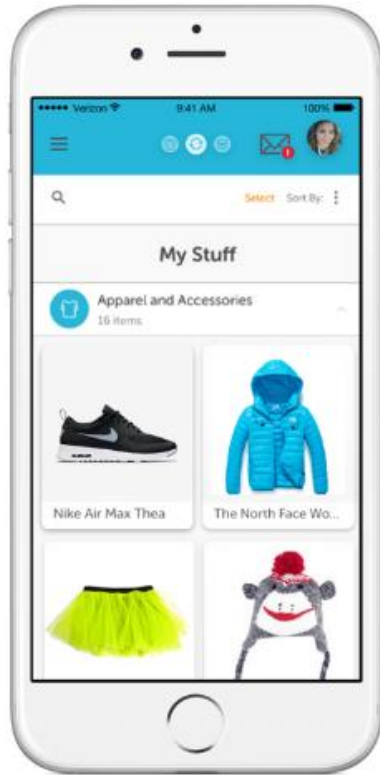 Verizon 9:41 AM 100%
Select Sort By:
My Stuff
Apparel and Accessories
16 items
Nike Air Max Thea
The North Face Wo...